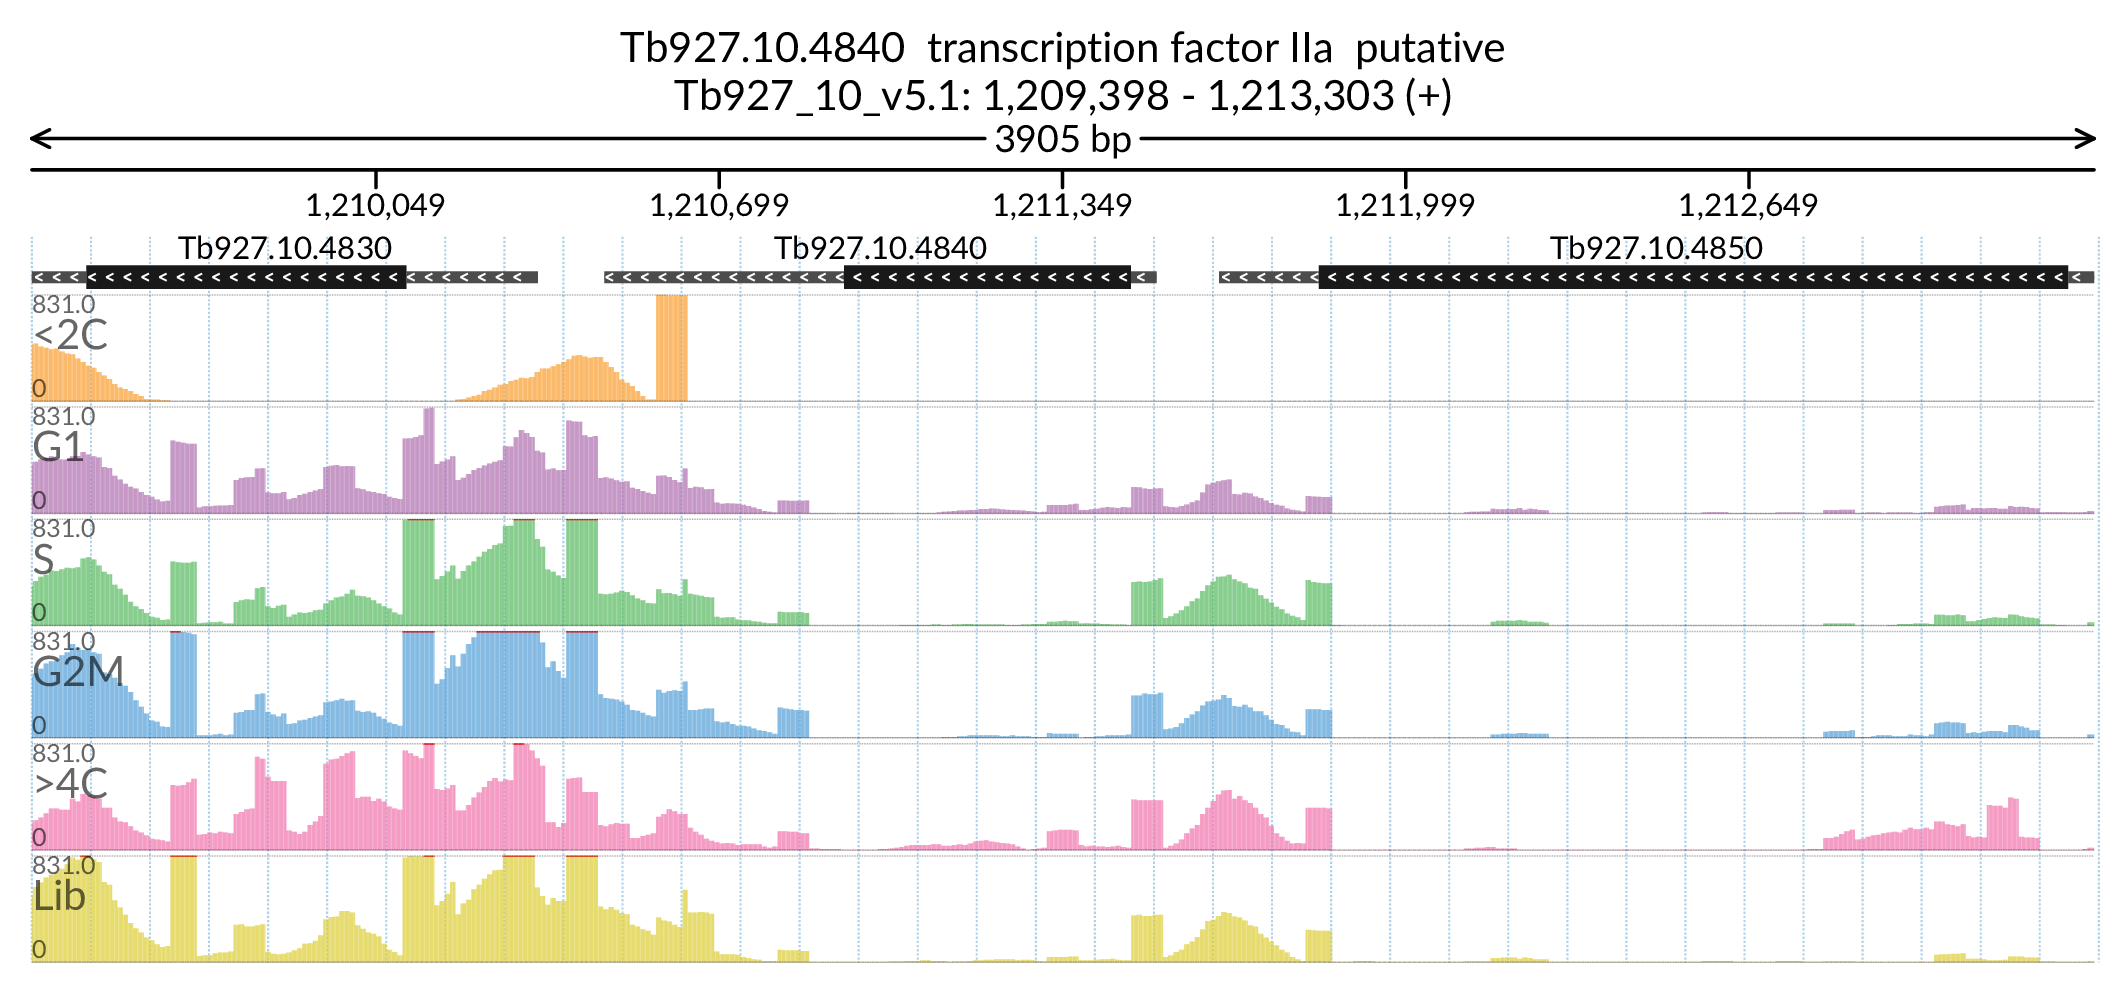 Tb927.10.4840  transcription factor IIa  putative
Tb927_10_v5.1: 1,209,398 - 1,213,303 (+)
3905 bp
1,210,049 1,210,699 1,211,349 1,211,999 1,212,649
Tb927.10.4830 Tb927.10.4840 Tb927.10.4850
831.0
<2C
0
831.0
G1
0
831.0
S
0
831.0
G2M
0
831.0
>4C
0
831.0
Lib
0